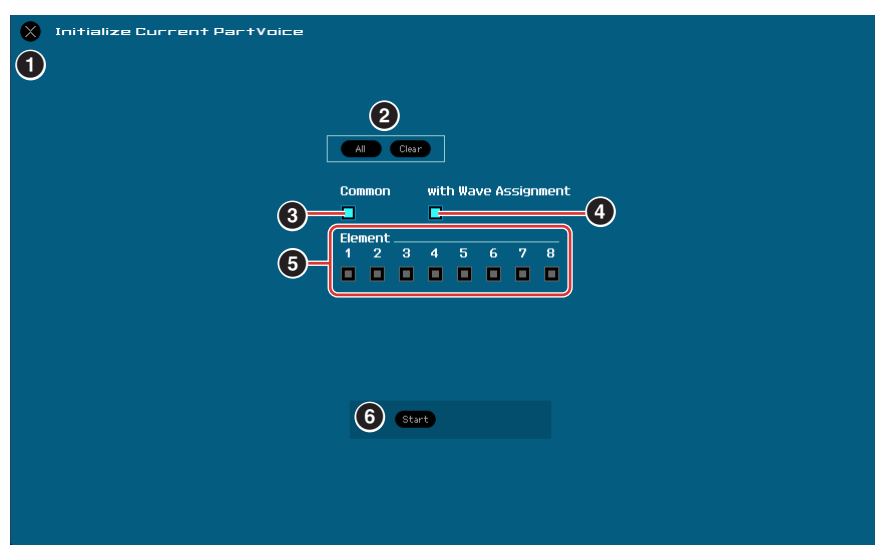 Initialize Current PartVoice
1
2
All Clear
Common with Wave Assignment
3
4
Element
5
1 2 3 4 5 6 7 8
6 Start